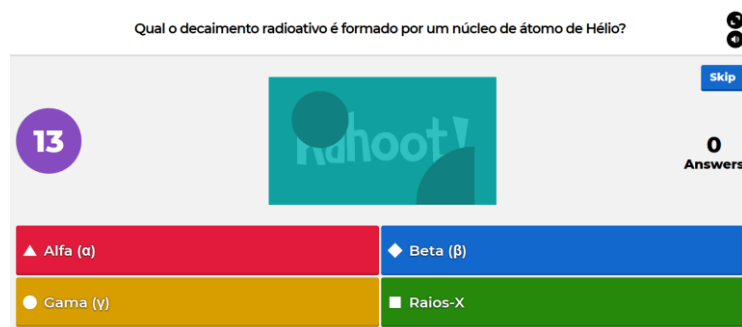 Qual o decaimento radioativo é formado por um núcleo de átomo de Hélio?
Skip
13
Kahoot!
0
Answers
Alfa (α)
Beta (β)
Gama (γ)
Raios-X